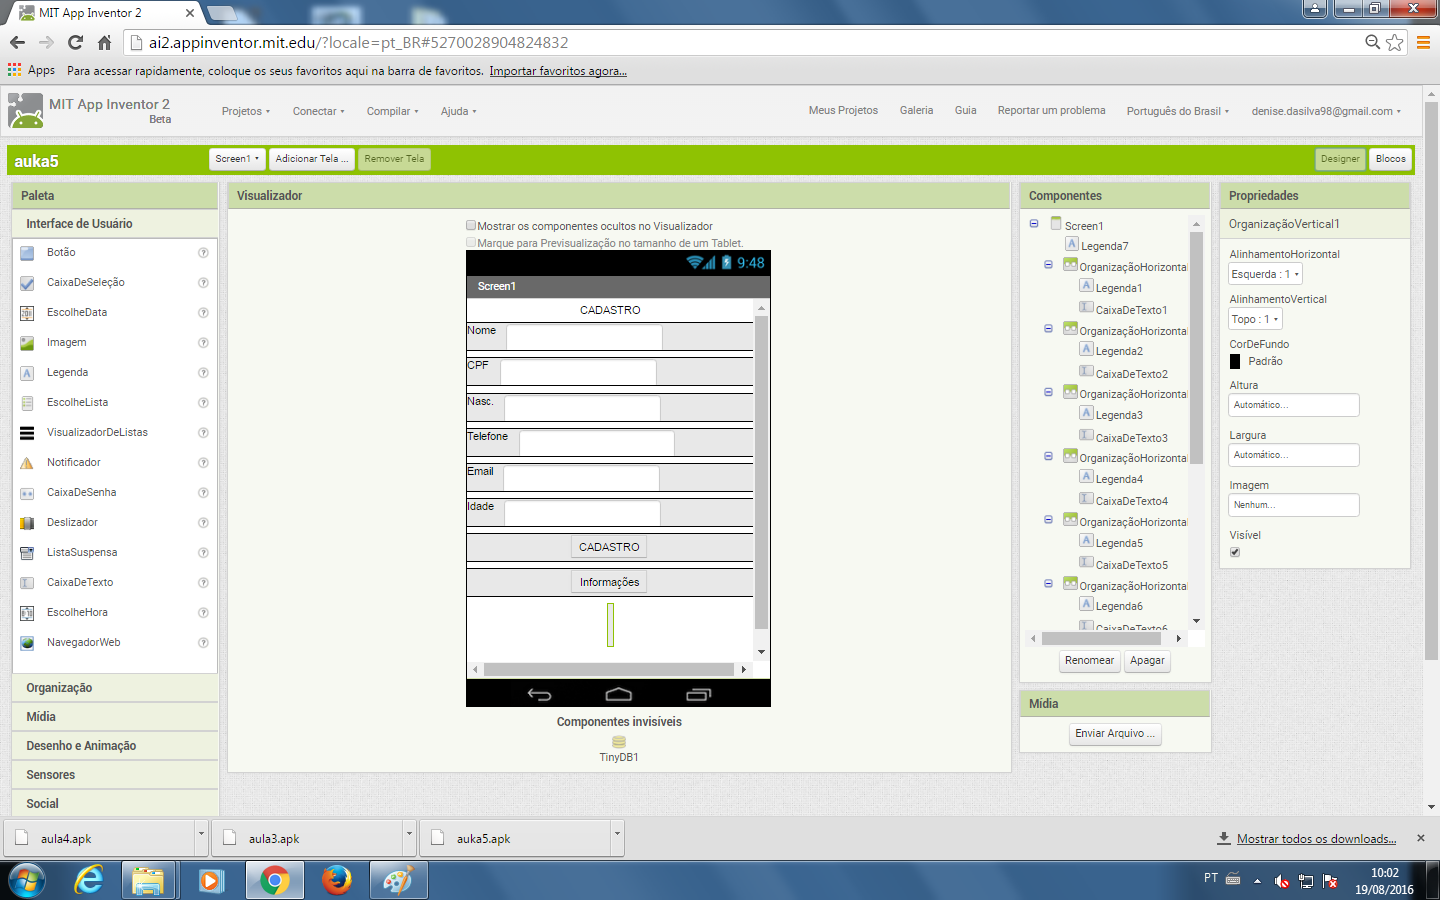 MIT App Inventor 2
ai2.appinventor.mit.edu/?locale=pt_BR#5270028904824832
Apps Para acessar rapidamente, coloque os seus favoritos aqui na barra de favoritos. Importar favoritos agora...
MIT App Inventor 2
Beta
Projetos Conectar Compilar Ajuda Meus Projetos Galeria Guia Reportar um problema Português do Brasil denise.dasilva98@gmail.com
auka5 Screen1 Adicionar Tela ... Remover Tela Designer Blocos
Paleta
Interface de Usuário
Botão
CaixaDeSeleção
EscolheData
Imagem
Legenda
EscolheLista
VisualizadorDeListas
Notificador
CaixaDeSenha
Deslizador
ListaSuspensa
CaixaDeTexto
EscolheHora
NavegadorWeb
Organização
Mídia
Desenho e Animação
Sensores
Social
Visualizador
Mostrar os componentes ocultos no Visualizador
Marque para Previsualização no tamanho de um Tablet.
9:48
Screen1
CADASTRO
Nome
CPF
Nasc.
Telefone
Email
Idade
CADASTRO
Informações
Componentes invisíveis
TinyDB1
Componentes
Screen1
Legenda7
OrganizaçãoHorizontal
Legenda1
CaixaDeTexto1
OrganizaçãoHorizontal
Legenda2
CaixaDeTexto2
OrganizaçãoHorizontal
Legenda3
CaixaDeTexto3
OrganizaçãoHorizontal
Legenda4
CaixaDeTexto4
OrganizaçãoHorizontal
Legenda5
CaixaDeTexto5
OrganizaçãoHorizontal
Legenda6
CaixaDeTexto6
Renomear Apagar
Mídia
Enviar Arquivo ...
Propriedades
OrganizaçãoVertical1
AlinhamentoHorizontal
Esquerda : 1
AlinhamentoVertical
Topo : 1
CorDeFundo
Padrão
Altura
Automático...
Largura
Automático...
Imagem
Nenhum...
Visível
aula4.apk aula3.apk auka5.apk Mostrar todos os downloads...
PT 10:02
19/08/2016